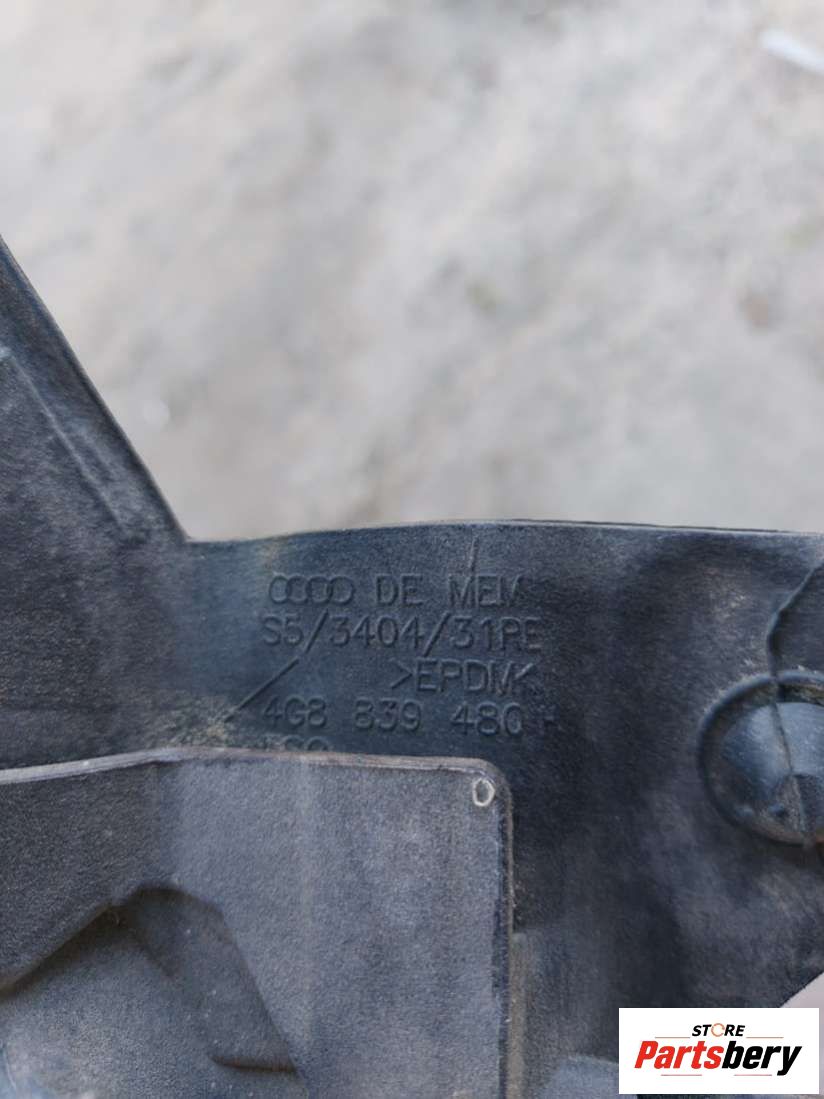 DE MEM
S5/3404/31PE
>EPDM<
4G8 839 480
STORE
Partsbery